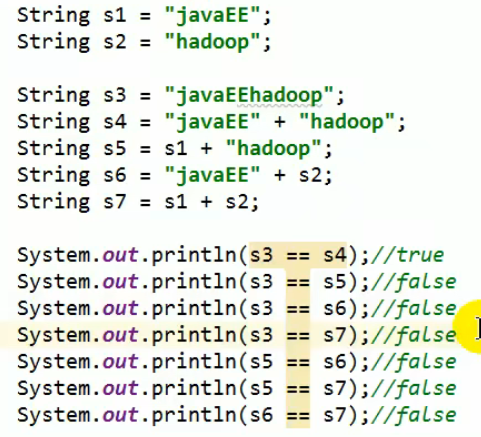 String s1 = "javaEE";
String s2 = "hadoop";
String s3 = "javaEEhadoop";
String s4 = "javaEE" + "hadoop";
String s5 = s1 + "hadoop";
String s6 = "javaEE" + s2;
String s7 = s1 + s2;
System.out.println(s3 == s4);//true
System.out.println(s3 == s5);//false
System.out.println(s3 == s6);//false
System.out.println(s3 == s7);//false
System.out.println(s5 == s6);//false
System.out.println(s5 == s7);//false
System.out.println(s6 == s7);//false